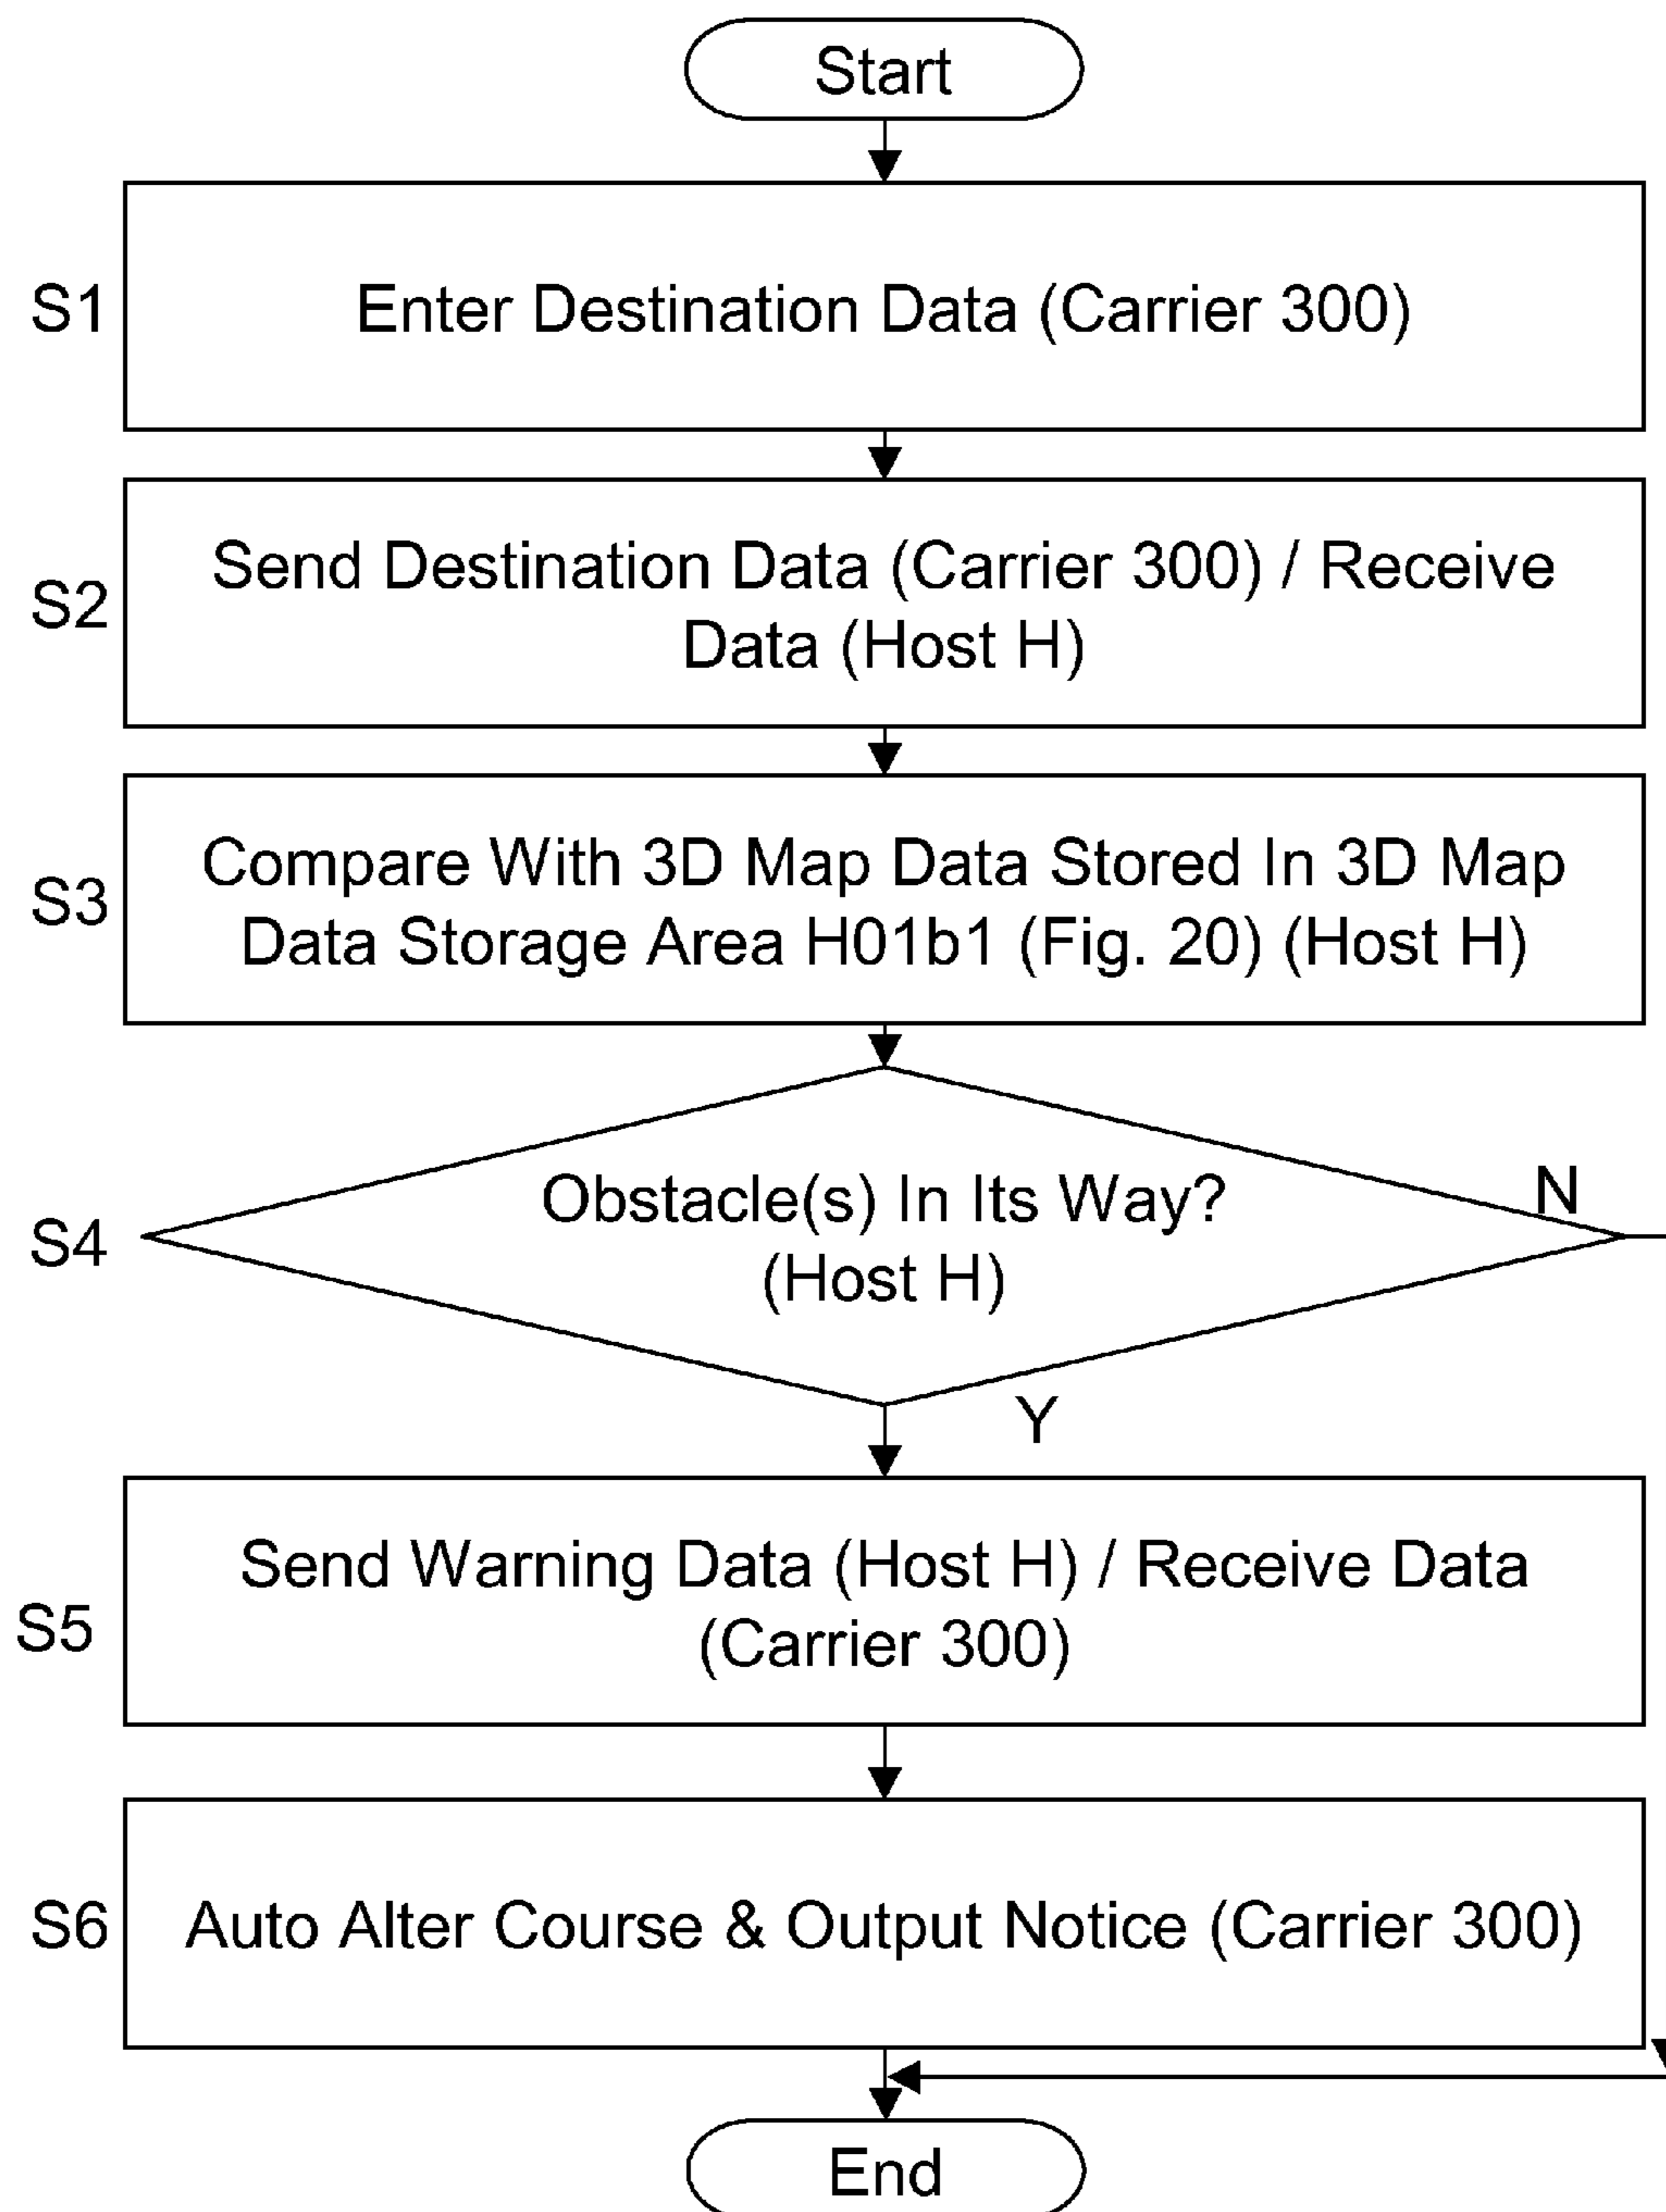 Start
S1
Enter Destination Data (Carrier 300)
S2
Send Destination Data (Carrier 300) / Receive
Data (Host H)
S3
Compare With 3D Map Data Stored In 3D Map
Data Storage Area H01b1 (Fig. 20) (Host H)
S4
Obstacle(s) In Its Way?
(Host H)
N
Y
S5
Send Warning Data (Host H) / Receive Data
(Carrier 300)
S6
Auto Alter Course & Output Notice (Carrier 300)
End